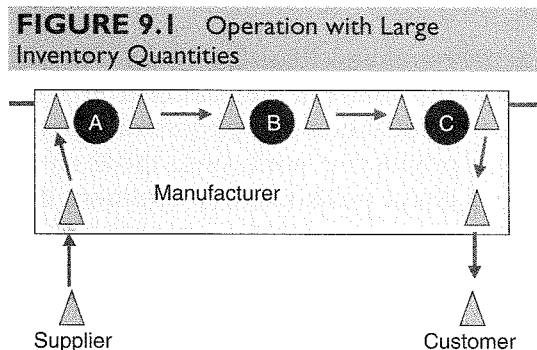 FIGURE 9.1 Operation with Large
Inventory Quantities
A
B
C
Manufacturer
Supplier
Customer